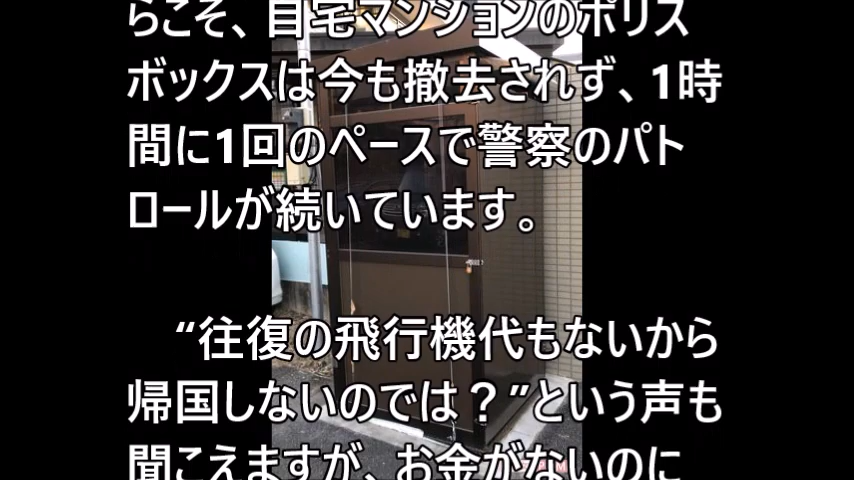 らこそ、自宅マンションのポリス
ボックスは今も撤去されず、1時
間に1回のペースで警察のパト
ロールが続いています。
“往復の飛行機代もないから
帰国しないのでは？”という声も
聞こえますが、お金がないのに